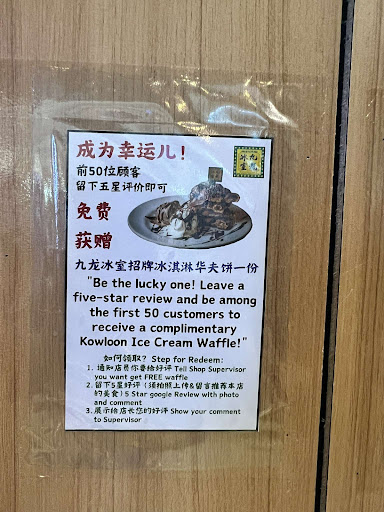 成为幸运儿！
前50位顾客
留下五星评价即可
免费
获赠
九龙冰室
九龙冰室招牌冰淇淋华夫饼一份
"Be the lucky one! Leave a
five-star review and be among
the first 50 customers to
receive a complimentary
Kowloon Ice Cream Waffle!"
如何领取？ Step for Redeem:
1. 通知店员你要给好评 Tell Shop Supervisor
you want get FREE waffle
2. 留下5星好评（须拍照上传&留言推荐本店
的美食）5 Star google Review with photo
and comment
3. 展示给店长您的好评 Show your comment
to Supervisor